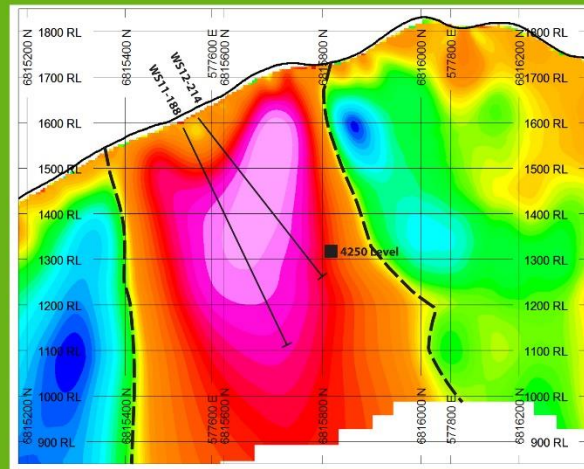 6815200 N
6815400 N
577600 E
6815600 N
6815800 N
6816000 N
577800 E
6816200 N
1800 RL
1800 RL
1700 RL
1700 RL
WS11-188
WS12-214
1600 RL
1600 RL
1500 RL
1500 RL
1400 RL
1400 RL
4250 Level
1300 RL
1300 RL
1200 RL
1200 RL
1100 RL
1100 RL
1000 RL
1000 RL
900 RL
900 RL
6815200 N
6815400 N
577600 E
6815600 N
6815800 N
6816000 N
577800 E
6816200 N